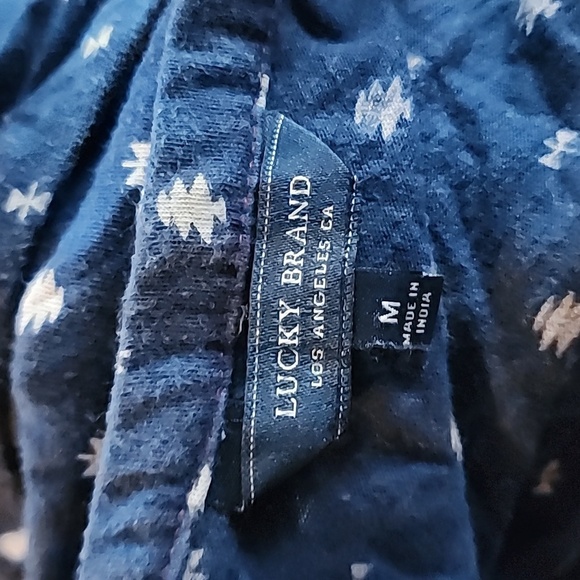 LUCKY BRAND
LOS ANGELES CA
M
MADE IN
INDIA